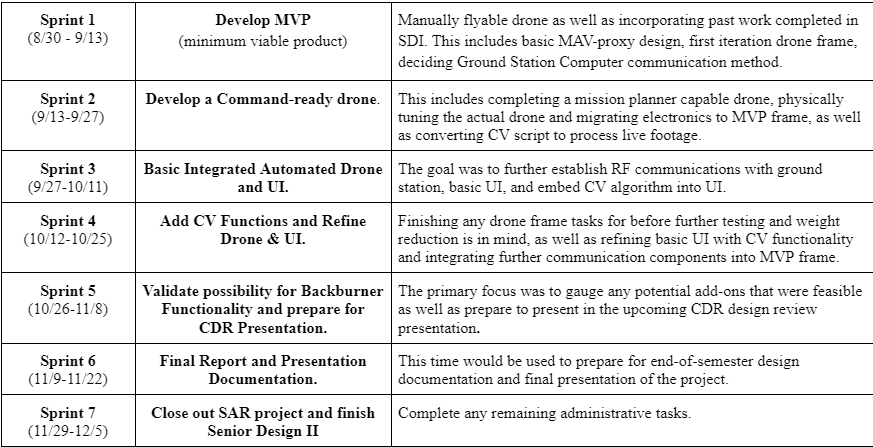 Sprint 1
(8/30 - 9/13)
Develop MVP
(minimum viable product)
Manually flyable drone as well as incorporating past work completed in
SDI. This includes basic MAV-proxy design, first iteration drone frame,
deciding Ground Station Computer communication method.
Sprint 2
(9/13-9/27)
Develop a Command-ready drone.
This includes completing a mission planner capable drone, physically
tuning the actual drone and migrating electronics to MVP frame, as well
as converting CV script to process live footage.
Sprint 3
(9/27-10/11)
Basic Integrated Automated Drone
and UI.
The goal was to further establish RF communications with ground
station, basic UI, and embed CV algorithm into UI.
Sprint 4
(10/12-10/25)
Add CV Functions and Refine
Drone & UI.
Finishing any drone frame tasks for before further testing and weight
reduction is in mind, as well as refining basic UI with CV functionality
and integrating further communication components into MVP frame.
Sprint 5
(10/26-11/8)
Validate possibility for Backburner
Functionality and prepare for
CDR Presentation.
The primary focus was to gauge any potential add-ons that were feasible
as well as prepare to present in the upcoming CDR design review
presentation.
Sprint 6
(11/9-11/22)
Final Report and Presentation
Documentation.
This time would be used to prepare for end-of-semester design
documentation and final presentation of the project.
Sprint 7
(11/29-12/5)
Close out SAR project and finish
Senior Design II
Complete any remaining administrative tasks.